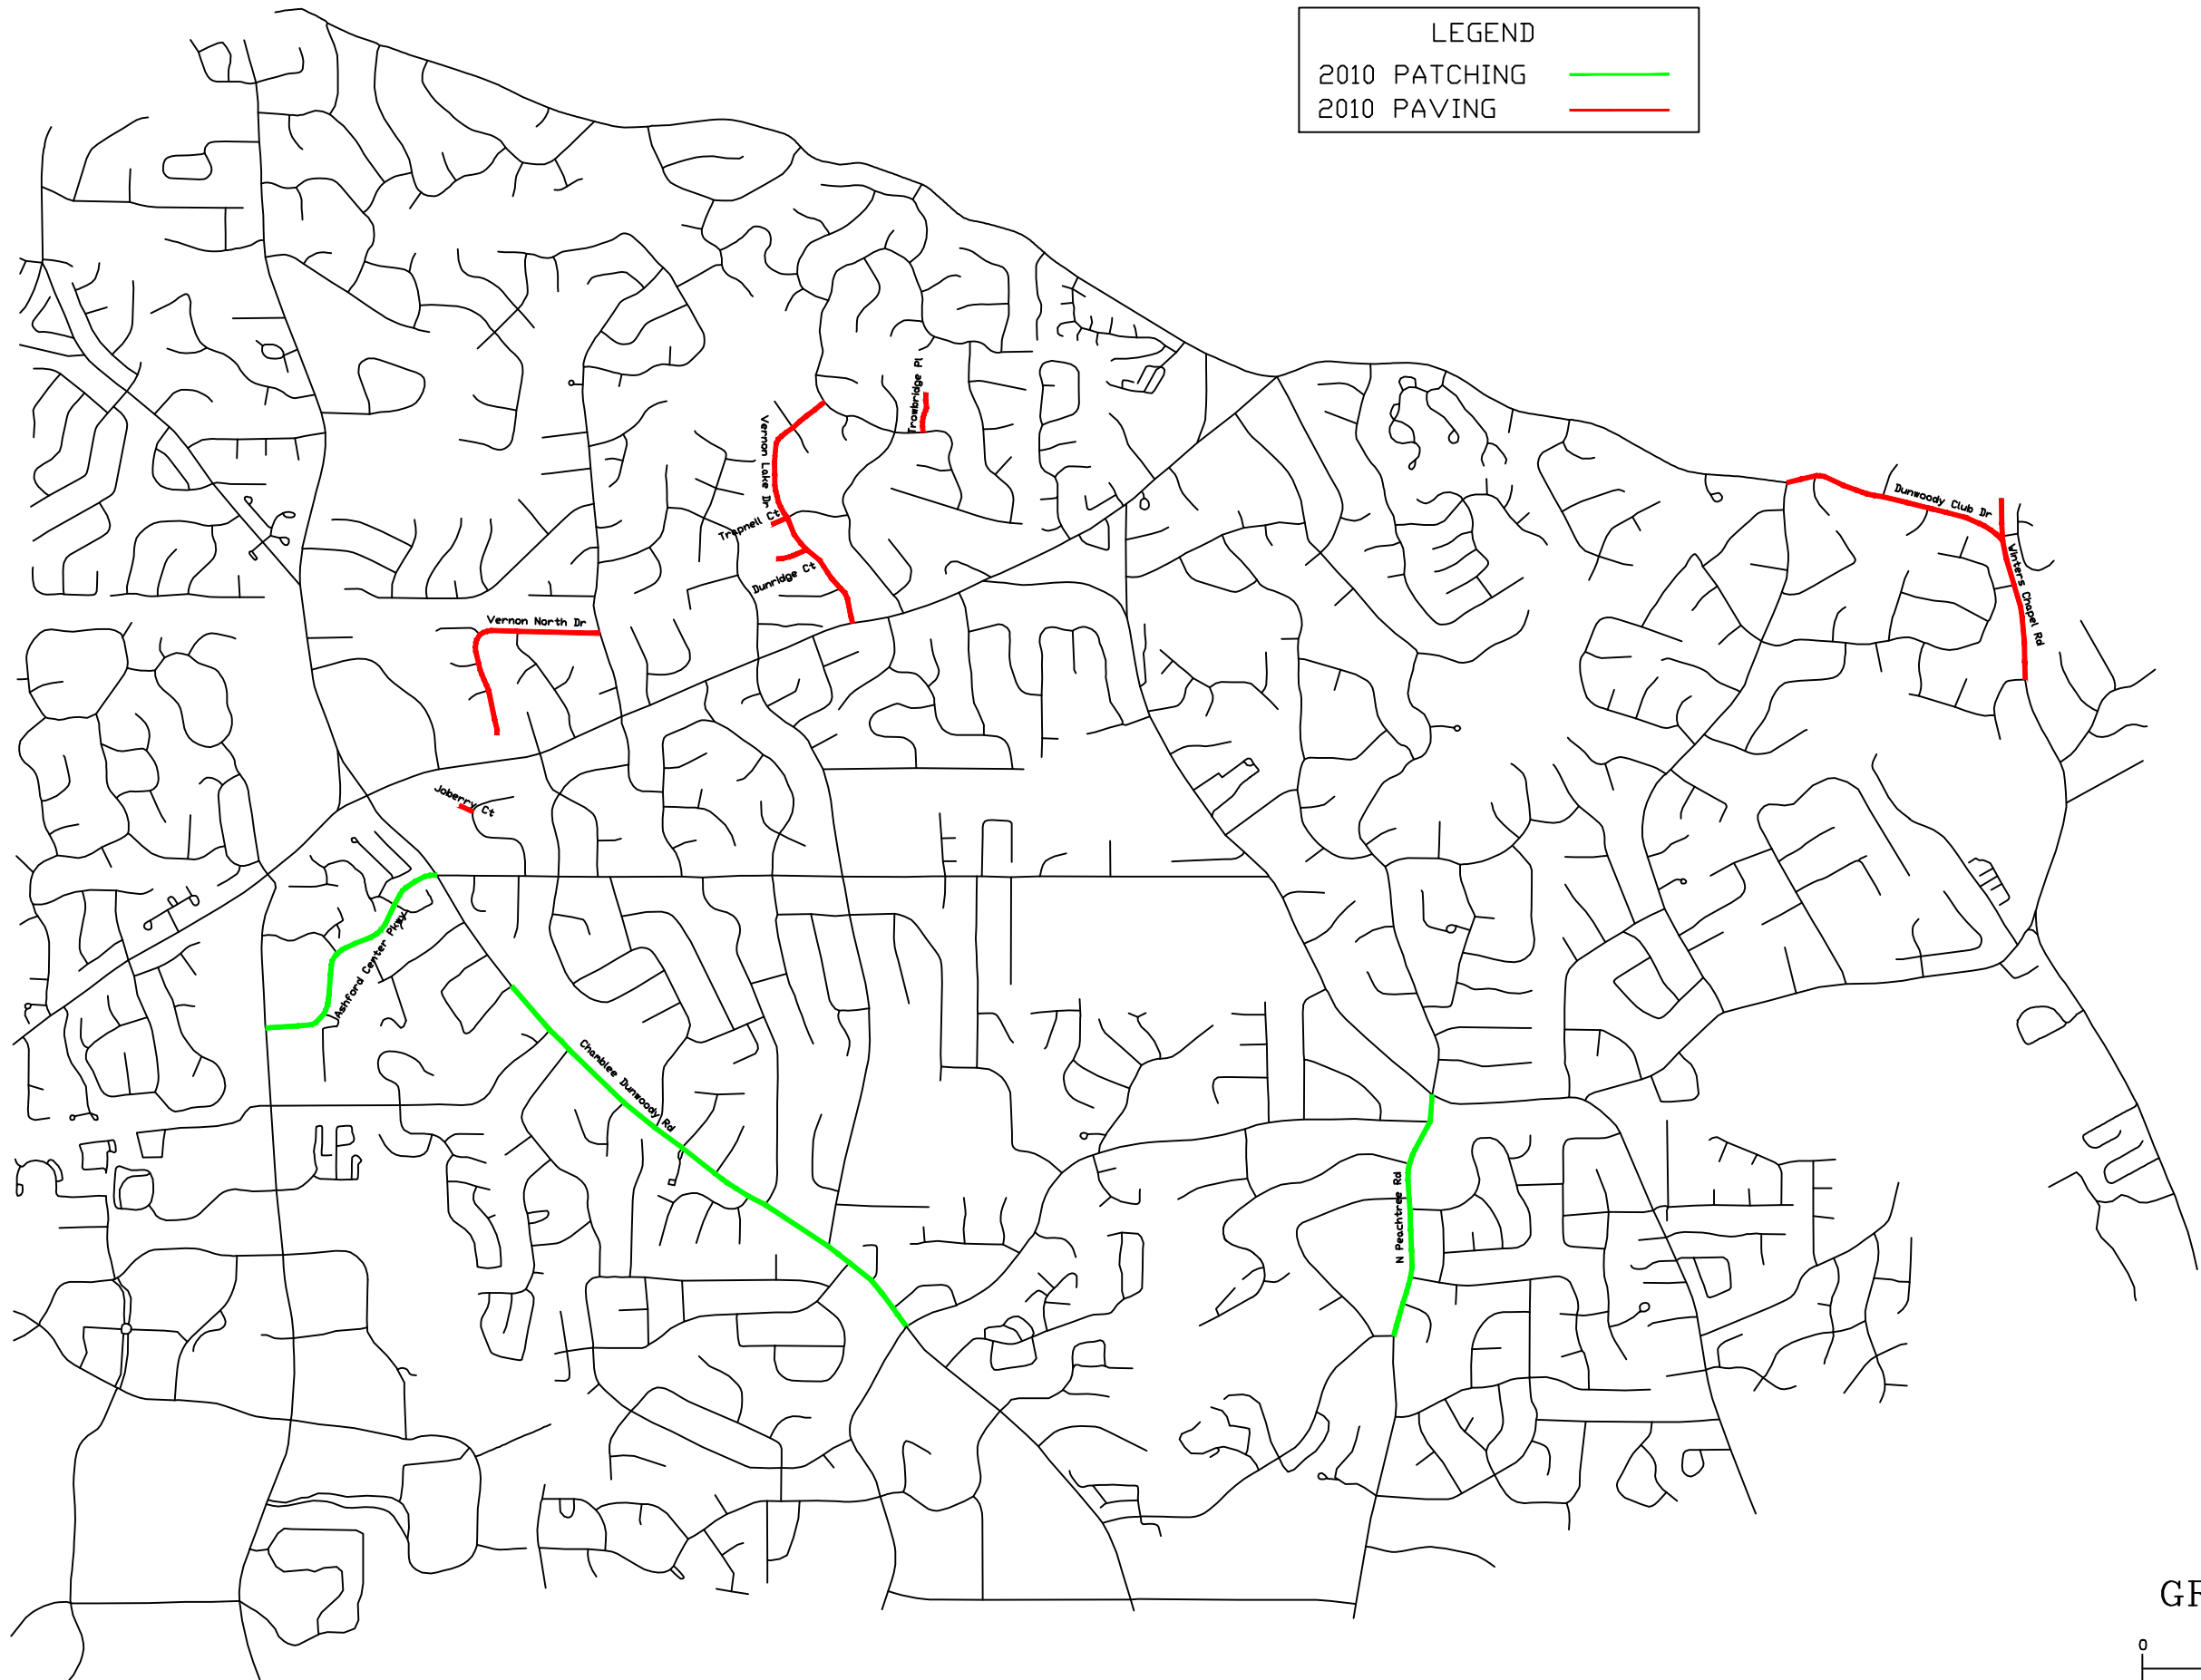 LEGEND
2010 PATCHING
2010 PAVING
Trowbridge Pl
Vernon Lake Dr
Trapnell Ct
Dunridge Ct
Dunwoody Club Dr
Winters Chapel Rd
Vernon North Dr
Joberry Ct
Ashford Center Pkwy
Chamblee Dunwoody Rd
N Peachtree Rd
0